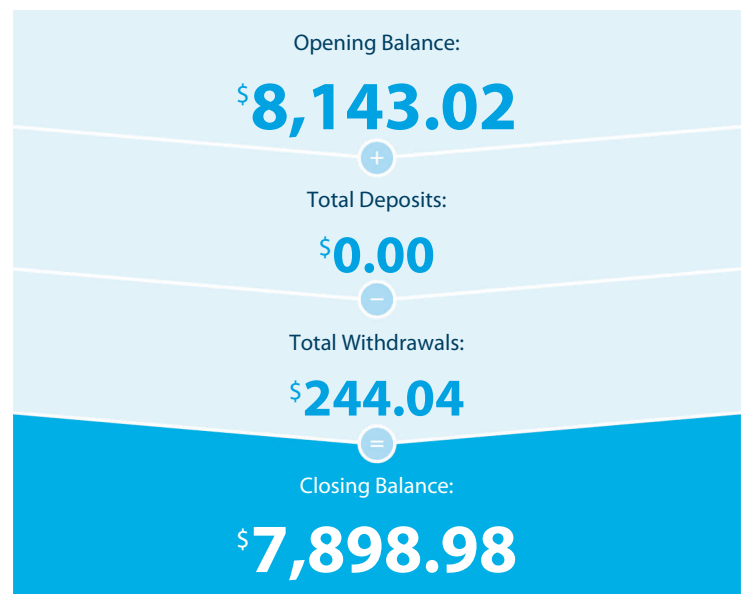 Opening Balance:
$8,143.02
+
Total Deposits:
$0.00
−
Total Withdrawals:
$244.04
=
Closing Balance:
$7,898.98